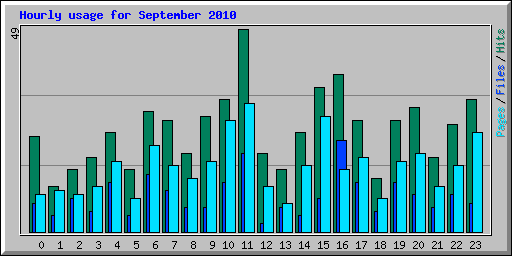 Hourly usage for September 2010
49
Pages/Files/Hits
0 1 2 3 4 5 6 7 8 9 10 11 12 13 14 15 16 17 18 19 20 21 22 23